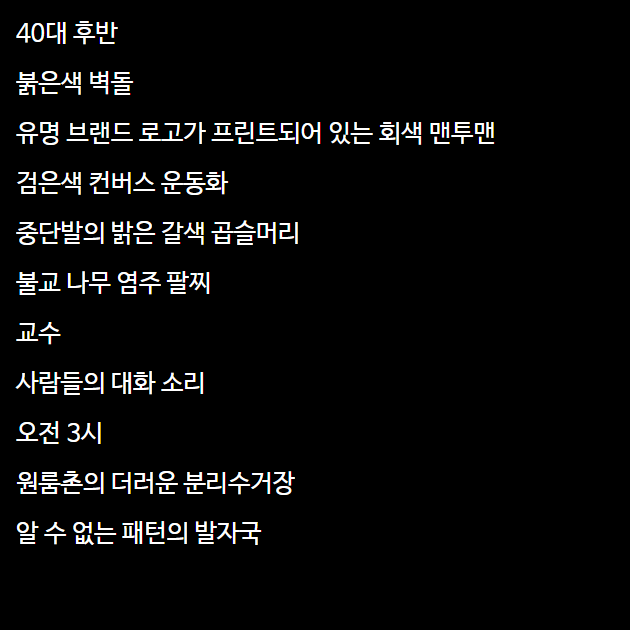 40대 후반
붉은색 벽돌
유명 브랜드 로고가 프린트되어 있는 회색 맨투맨
검은색 컨버스 운동화
중단발의 밝은 갈색 곱슬머리
불교 나무 염주 팔찌
교수
사람들의 대화 소리
오전 3시
원룸촌의 더러운 분리수거장
알 수 없는 패턴의 발자국